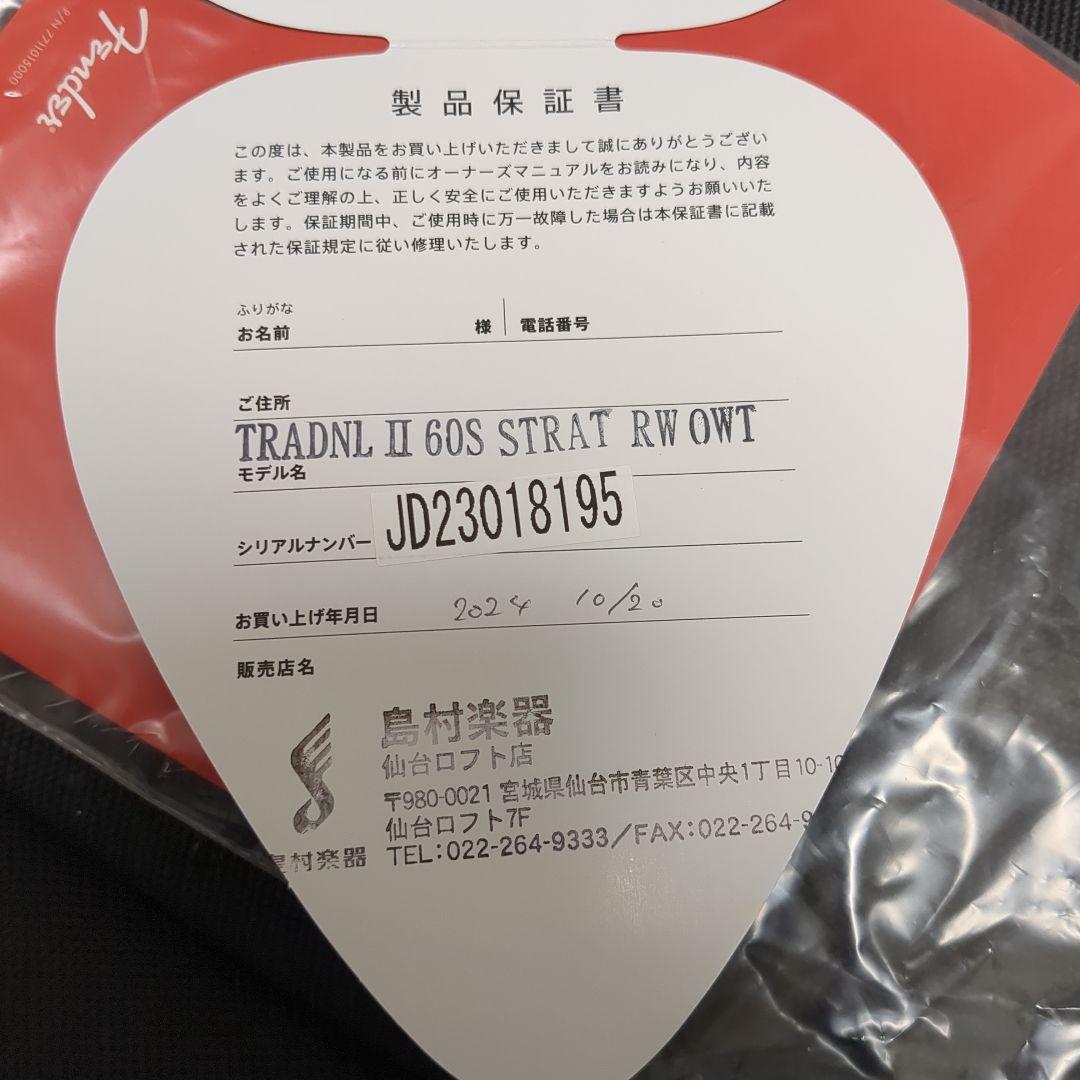 Fender
P/N 7711015000
製品保証書
この度は、本製品をお買い上げいただきまして誠にありがとうござい
ます。ご使用になる前にオーナーズマニュアルをお読みになり、内容
をよくご理解の上、正しく安全にご使用いただきますようお願いいた
します。保証期間中、ご使用時に万一故障した場合は本保証書に記載
された保証規定に従い修理いたします。
ふりがな
お名前 様 電話番号
ご住所
TRADNL II 60S STRAT RW OWT
モデル名
シリアルナンバー JD23018195
お買い上げ年月日 2024 10/20
販売店名
島村楽器
仙台ロフト店
〒980-0021 宮城県仙台市青葉区中央1丁目10-10
仙台ロフト7F
TEL:022-264-9333/FAX:022-264-9
島村楽器